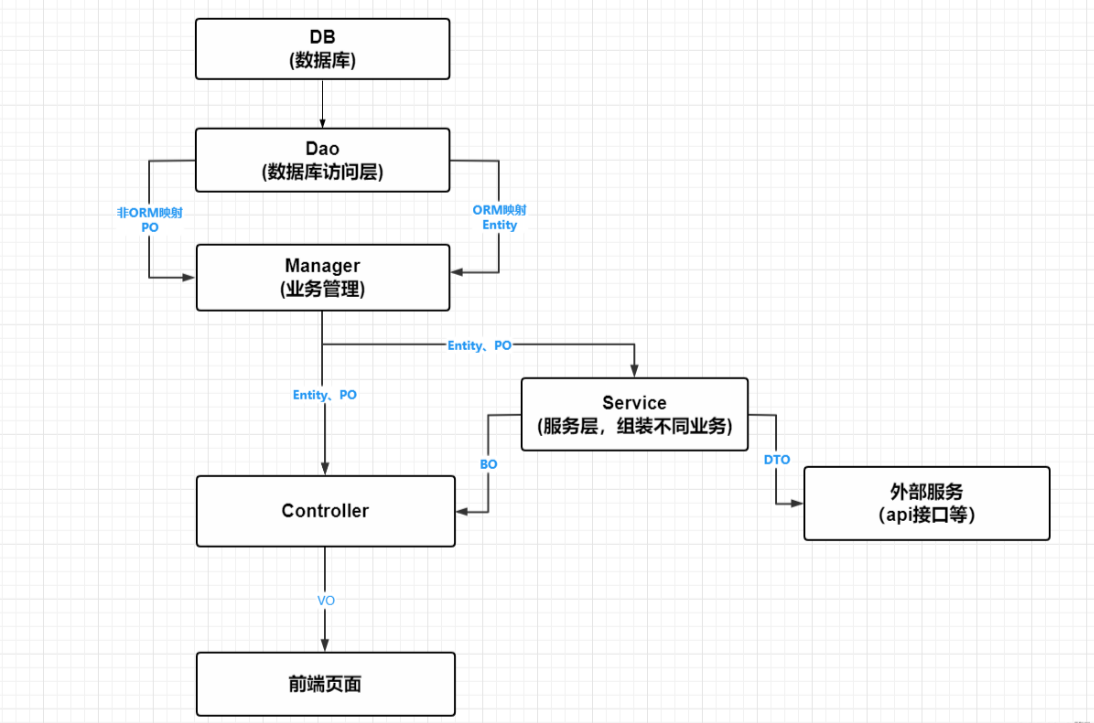 DB
(数据库)
Dao
(数据库访问层)
非ORM映射
PO
ORM映射
Entity
Manager
(业务管理)
Entity、PO
Entity、PO
Service
(服务层，组装不同业务)
BO
DTO
外部服务
（api接口等）
Controller
VO
前端页面